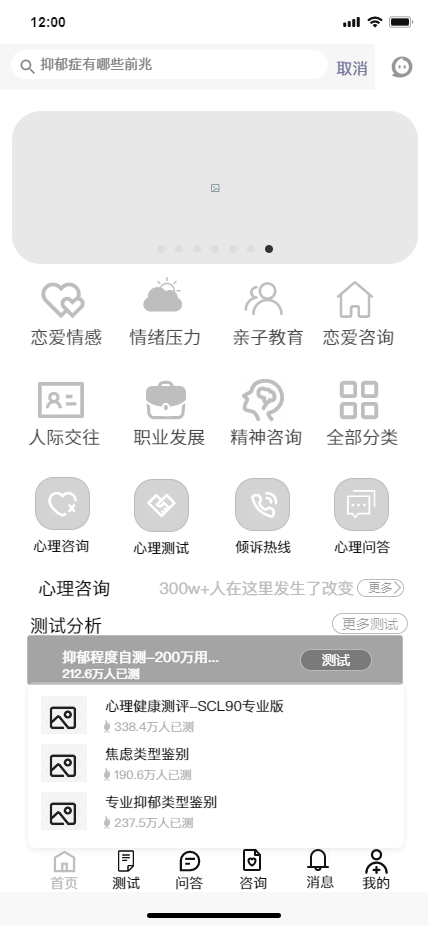 12:00
抑郁症有哪些前兆
取消
恋爱情感 情绪压力 亲子教育 恋爱咨询
人际交往 职业发展 精神咨询 全部分类
心理咨询 心理测试 倾诉热线 心理问答
心理咨询 300w+人在这里发生了改变 更多
测试分析 更多测试
抑郁程度自测–200万用...
测试
212.6万人已测
心理健康测评–SCL90专业版
338.4万人已测
焦虑类型鉴别
190.6万人已测
专业抑郁类型鉴别
237.5万人已测
首页 测试 问答 咨询 消息 我的